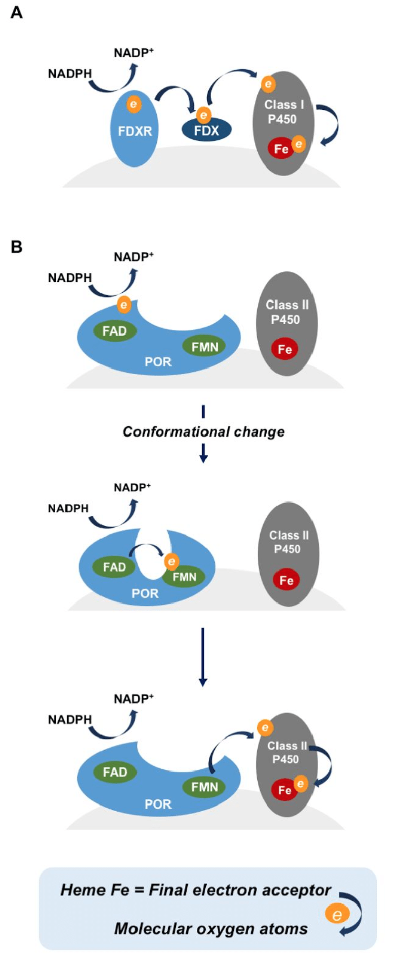 A
NADP⁺
NADPH
e
e
e
FDXR
FDX
Class I
P450
Fe
e
B
NADP⁺
NADPH
e
FAD
FMN
POR
Class II
P450
Fe
Conformational change
NADP⁺
NADPH
FAD
e
FMN
POR
Class II
P450
Fe
NADP⁺
NADPH
FAD
FMN
POR
e
Class II
P450
Fe
e
Heme Fe = Final electron acceptor
e
Molecular oxygen atoms